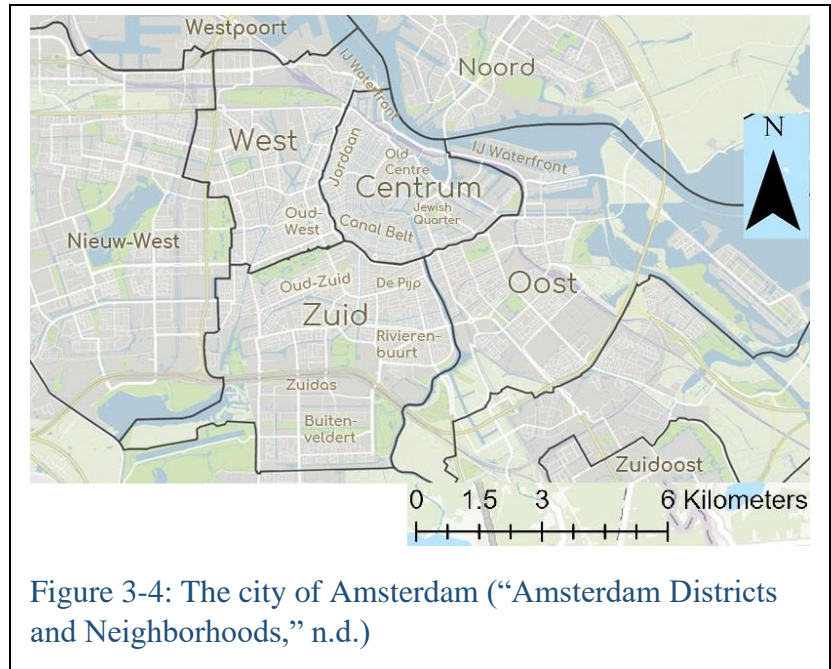 Westpoort
IJ Waterfront
Noord
West
Jordaan
Old
Centre
IJ Waterfront
Centrum
Jewish
Quarter
Oud-
West
Canal Belt
Nieuw-West
Oud-Zuid
De Pijp
Oost
Zuid
Rivieren-
buurt
Zuidas
Buiten-
veldert
Zuidoost
N
0 1.5 3 6 Kilometers
Figure 3-4: The city of Amsterdam (“Amsterdam Districts
and Neighborhoods,” n.d.)